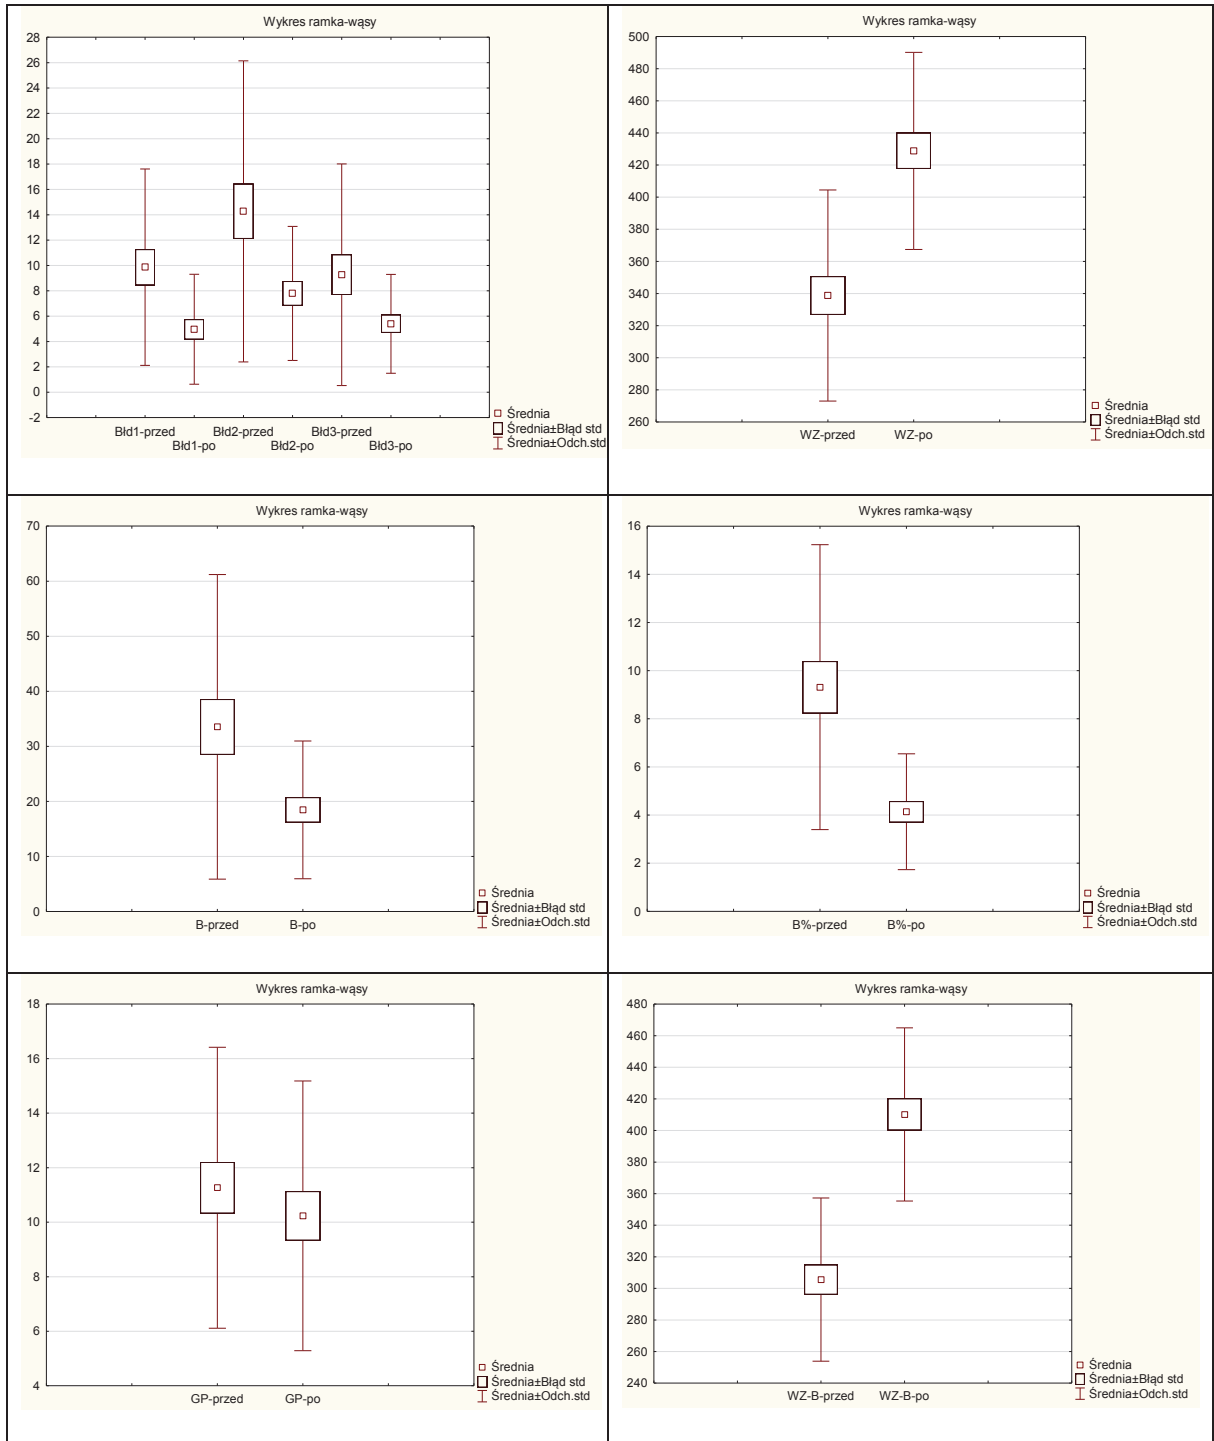 Wykres ramka-wąsy
28
26
24
22
20
18
16
14
12
10
8
6
4
2
0
-2
Błd1-przed
Błd1-po
Błd2-przed
Błd2-po
Błd3-przed
Błd3-po
Średnia
Średnia±Błąd std
Średnia±Odch.std
Wykres ramka-wąsy
500
480
460
440
420
400
380
360
340
320
300
280
260
WZ-przed WZ-po
Średnia
Średnia±Błąd std
Średnia±Odch.std
Wykres ramka-wąsy
70
60
50
40
30
20
10
0
B-przed B-po
Średnia
Średnia±Błąd std
Średnia±Odch.std
Wykres ramka-wąsy
16
14
12
10
8
6
4
2
0
B%-przed B%-po
Średnia
Średnia±Błąd std
Średnia±Odch.std
Wykres ramka-wąsy
18
16
14
12
10
8
6
4
GP-przed GP-po
Średnia
Średnia±Błąd std
Średnia±Odch.std
Wykres ramka-wąsy
480
460
440
420
400
380
360
340
320
300
280
260
240
WZ-B-przed WZ-B-po
Średnia
Średnia±Błąd std
Średnia±Odch.std